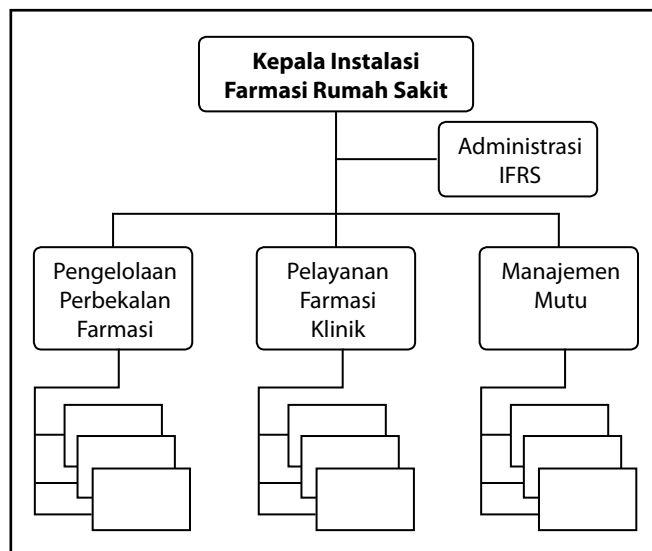 Kepala Instalasi
Farmasi Rumah Sakit
Administrasi
IFRS
Pengelolaan
Perbekalan
Farmasi
Pelayanan
Farmasi
Klinik
Manajemen
Mutu